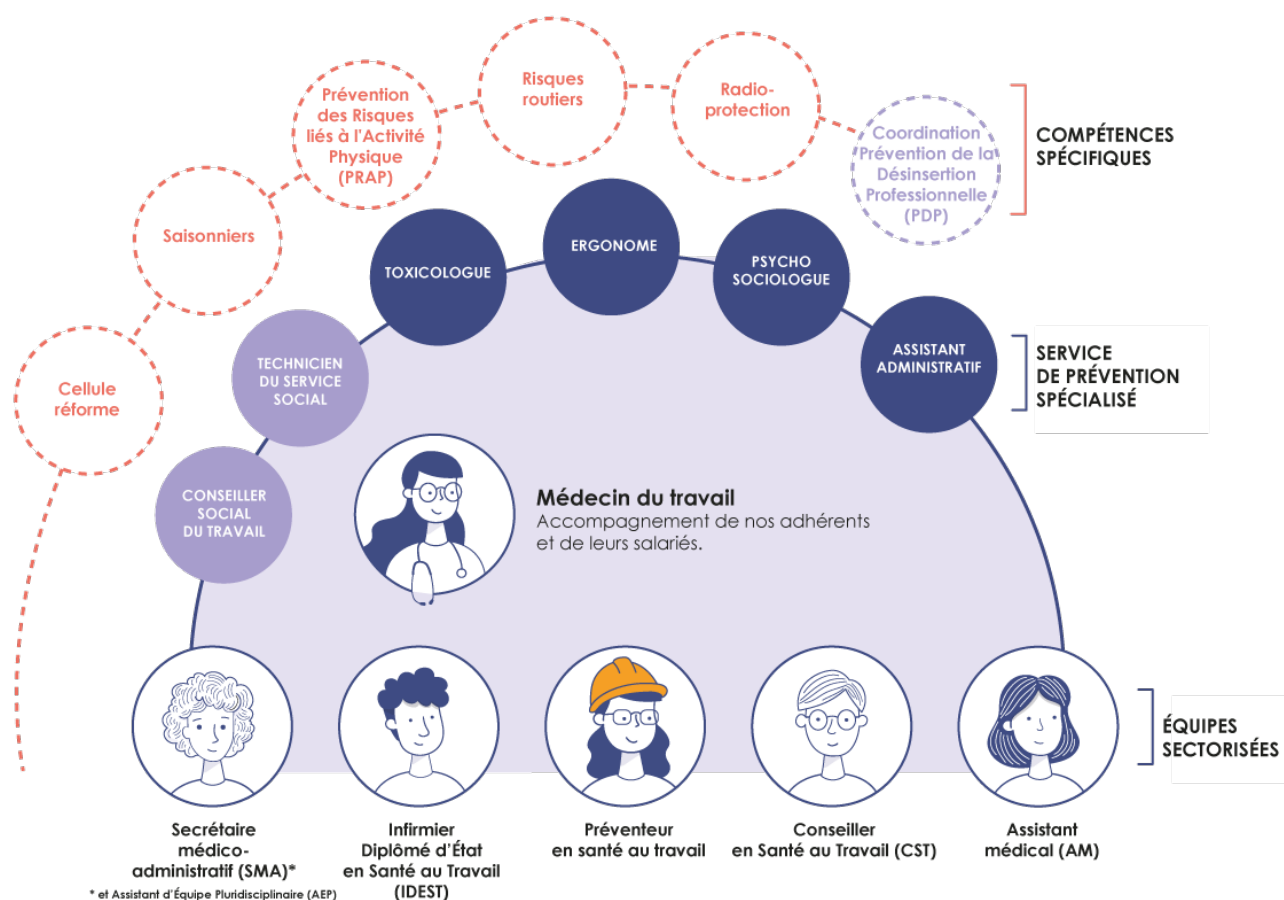 Risques
routiers
Radio-
protection
Prévention
des Risques
liés à l'Activité
Physique
(PRAP)
Coordination
Prévention de la
Désinsertion
Professionnelle
(PDP)
COMPÉTENCES
SPÉCIFIQUES
Saisonniers
Cellule
réforme
TOXICOLOGUE
ERGONOME
PSYCHO
SOCIOLOGUE
ASSISTANT
ADMINISTRATIF
TECHNICIEN
DU SERVICE
SOCIAL
CONSEILLER
SOCIAL
DU TRAVAIL
SERVICE
DE PRÉVENTION
SPÉCIALISÉ
Médecin du travail
Accompagnement de nos adhérents
et de leurs salariés.
ÉQUIPES
SECTORISÉES
Secrétaire
médico-
administratif (SMA)*
* et Assistant d'Équipe Pluridisciplinaire (AEP)
Infirmier
Diplômé d'État
en Santé au Travail
(IDEST)
Préventeur
en santé au travail
Conseiller
en Santé au Travail (CST)
Assistant
médical (AM)